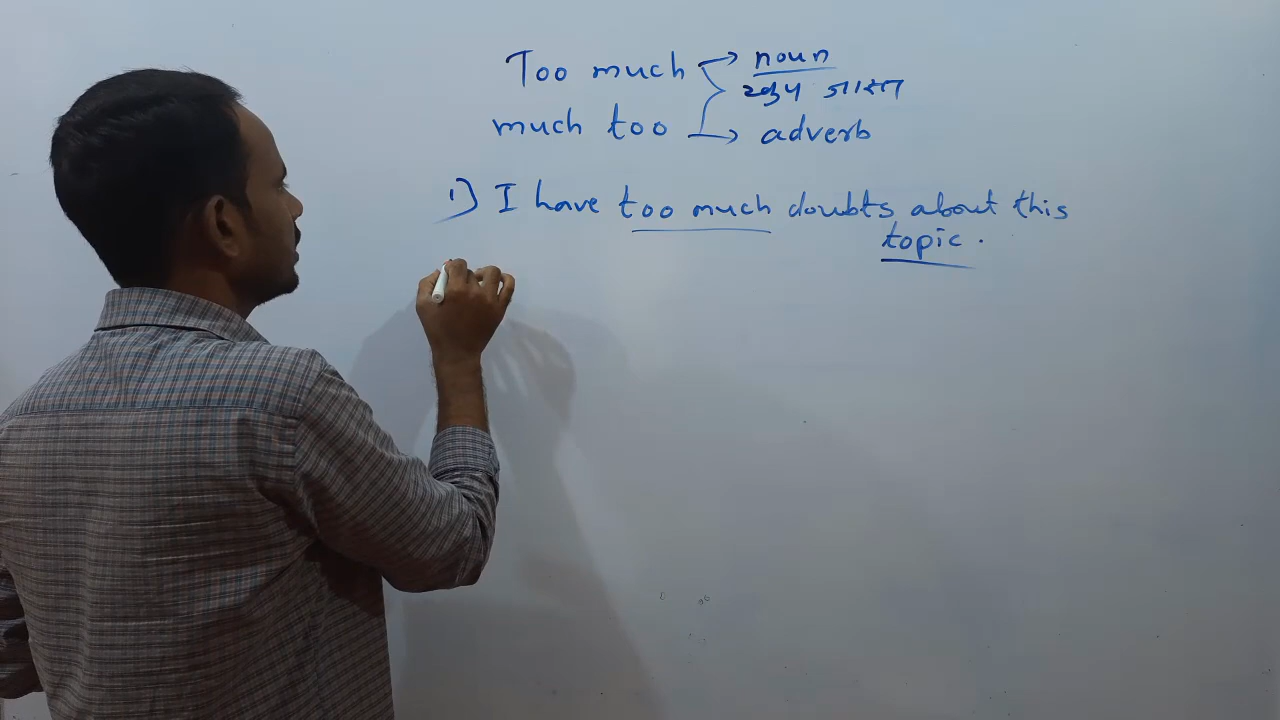 Too much → noun
खुप जास्त
much too → adverb
1) I have too much doubts about this
topic.